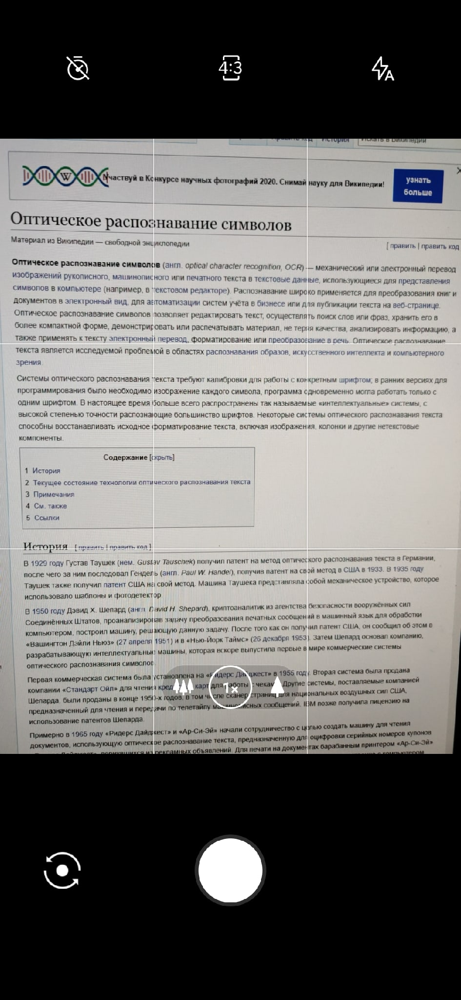 4:3
A
Править код
История
Искать в Википедии
W
Участвуй в Конкурсе научных фотографий 2020. Снимай науку для Википедии!
узнать
больше
Оптическое распознавание символов
Материал из Википедии — свободной энциклопедии
[ править | править код
Оптическое распознавание символов (англ. optical character recognition, OCR) — механический или электронный перевод
изображений рукописного, машинописного или печатного текста в текстовые данные, использующиеся для представления
символов в компьютере (например, в текстовом редакторе). Распознавание широко применяется для преобразования книг и
документов в электронный вид, для автоматизации систем учёта в бизнесе или для публикации текста на веб-странице.
Оптическое распознавание символов позволяет редактировать текст, осуществлять поиск слов или фраз, хранить его в
более компактной форме, демонстрировать или распечатывать материал, не теряя качества, анализировать информацию, а
также применять к тексту электронный перевод, форматирование или преобразование в речь. Оптическое распознавание
текста является исследуемой проблемой в областях распознавания образов, искусственного интеллекта и компьютерного
зрения.
Системы оптического распознавания текста требуют калибровки для работы с конкретным шрифтом; в ранних версиях для
программирования было необходимо изображение каждого символа, программа одновременно могла работать только с
одним шрифтом. В настоящее время больше всего распространены так называемые «интеллектуальные» системы, с
высокой степенью точности распознающие большинство шрифтов. Некоторые системы оптического распознавания текста
способны восстанавливать исходное форматирование текста, включая изображения, колонки и другие нетекстовые
компоненты.
Содержание [скрыть]
1 История
2 Текущее состояние технологии оптического распознавания текста
3 Примечания
4 См. также
5 Ссылки
История [ править | править код ]
В 1929 году Густав Таушек (нем. Gustav Tauschek) получил патент на метод оптического распознавания текста в Германии,
после чего за ним последовал Гендель (англ. Paul W. Handel), получив патент на свой метод в США в 1933. В 1935 году
Таушек также получил патент США на свой метод. Машина Таушека представляла собой механическое устройство, которое
использовало шаблоны и фотодетектор.
В 1950 году Дэвид Х. Шепард (англ. David H. Shepard), криптоаналитик из агентства безопасности вооружённых сил
Соединённых Штатов, проанализировав задачу преобразования печатных сообщений в машинный язык для обработки
компьютером, построил машину, решающую данную задачу. После того как он получил патент США, он сообщил об этом в
«Вашингтон Дэйли Ньюз» (27 апреля 1951) и в «Нью-Йорк Таймс» (26 декабря 1953). Затем Шепард основал компанию,
разрабатывающую интеллектуальные машины, которая вскоре выпустила первые в мире коммерческие системы
оптического распознавания символов.
Первая коммерческая система была установлена на «Ридерс Дайджест» в 1955 году. Вторая система была продана
компании «Стандарт Ойл» для чтения карт для работы с чеками. Другие системы, поставляемые компанией
Шепарда, были проданы в конце 1950-х годов, в том числе сканер страниц для национальных воздушных сил США,
предназначенный для чтения и передачи по телетайпу машинописных сообщений. IBM позже получила лицензию на
использование патентов Шепарда.
1×
Примерно в 1965 году «Ридерс Дайджест» и «Ар-Си-Эй» начали сотрудничество с целью создать машину для чтения
документов, использующую оптическое распознавание текста, предназначенную для оцифровки серийных номеров купонов
вернувшихся из рекламных объявлений. Для печати на документах барабанным принтером «Ар-Си-Эй»